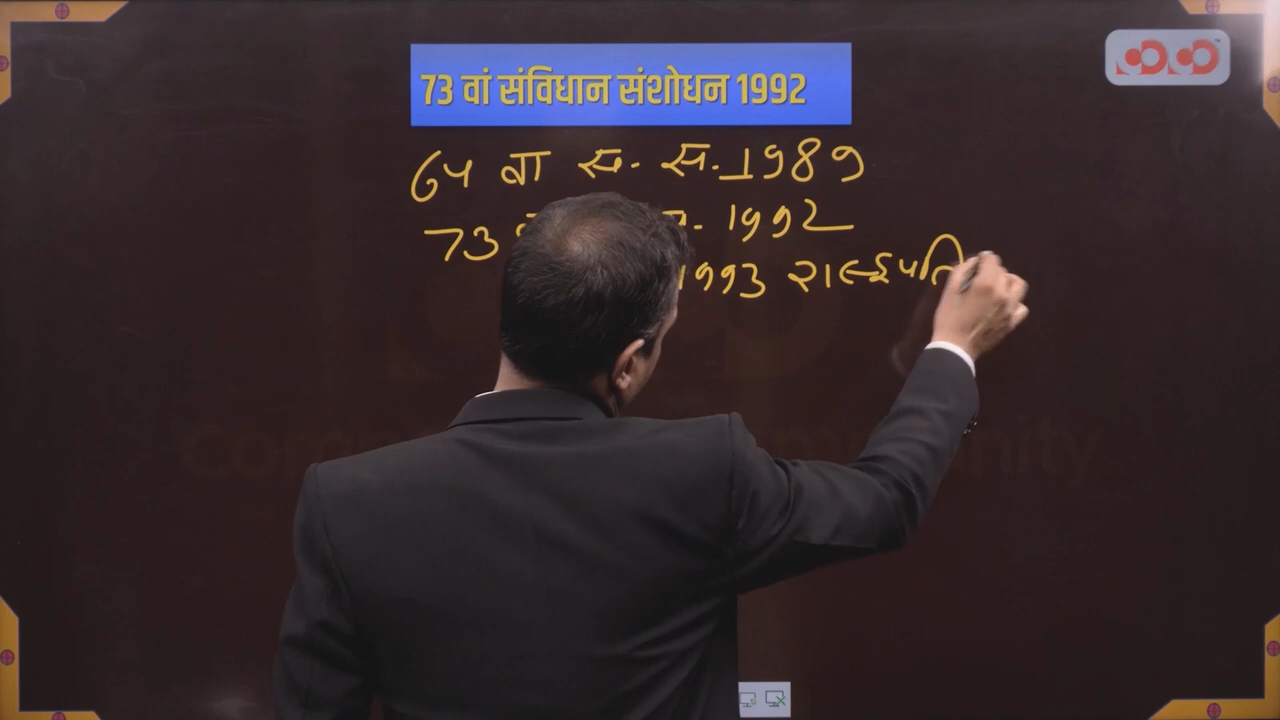 73 वां संविधान संशोधन 1992
64 वा स. स. 1989
73 1992
1993 राष्ट्रपति